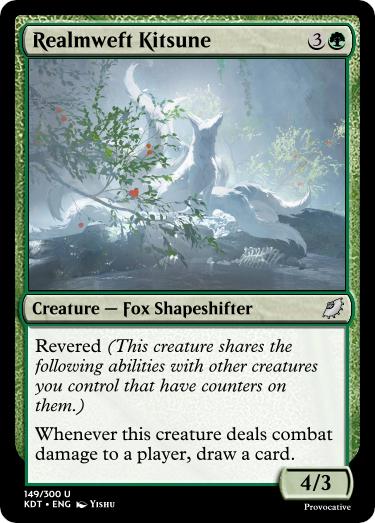 Realmweft Kitsune 3
Creature — Fox Shapeshifter
Revered (This creature shares the
following abilities with other creatures
you control that have counters on
them.)
Whenever this creature deals combat
damage to a player, draw a card.
4/3
149/300 U
KDT • ENG Yishu
Provocative